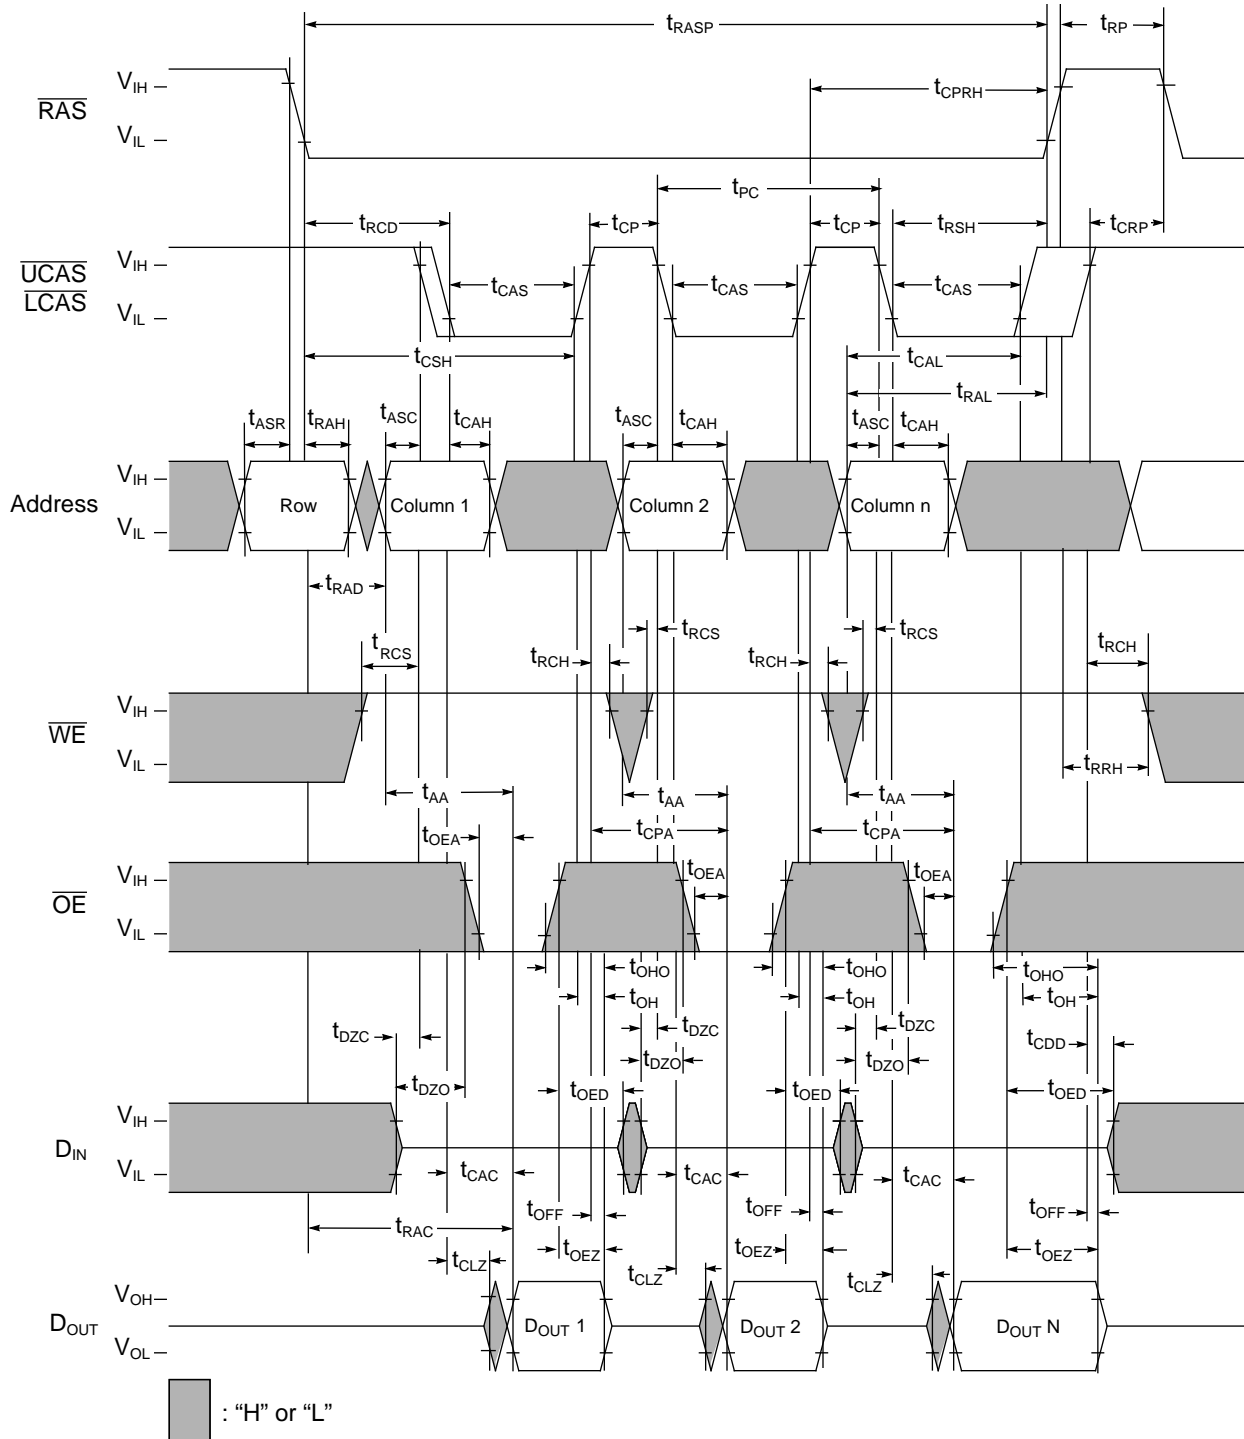 tRASP tRP
VIH
RAS
tCPRH
VIL
tPC
tRCD tCP tCP tRSH tCRP
VIH
UCAS
LCAS
tCAS tCAS tCAS
VIL
tCSH tCAL
tRAL
tASR tRAH tASC tCAH tASC tCAH tASC tCAH
VIH
Address Row Column 1 Column 2 Column n
VIL
tRAD
tRCS tRCS tRCS
tRCH tRCH tRCH
VIH
WE
VIL
tRRH
tAA tAA tAA
tOEA tCPA tCPA
VIH
OE
tOEA tOEA
VIL
tOHO tOHO tOHO
tOH tOH tOH
tDZC tDZC tDZC tCDD
tDZO tDZO tDZO
tOED tOED tOED
VIH
DIN
VIL
tCAC tCAC tCAC
tOFF tOFF tOFF
tRAC
tOEZ tOEZ tOEZ
tCLZ tCLZ tCLZ
VOH
DOUT DOUT 1 DOUT 2 DOUT N
VOL
: “H” or “L”